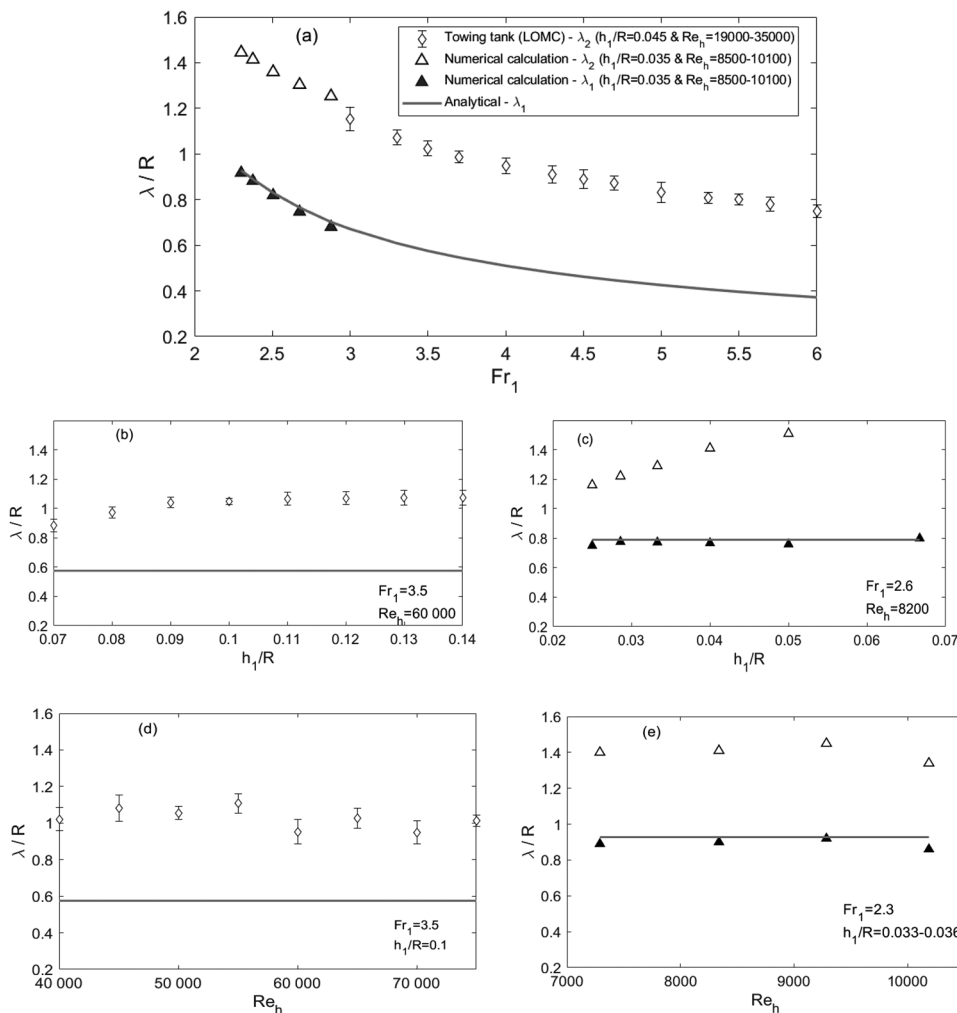 (a)
Towing tank (LOMC) - λ₂ (h₁/R=0.045 & Reₕ=19000-35000)
Numerical calculation - λ₂ (h₁/R=0.035 & Reₕ=8500-10100)
Numerical calculation - λ₁ (h₁/R=0.035 & Reₕ=8500-10100)
Analytical - λ₁
1.6
1.4
1.2
1
0.8
0.6
0.4
0.2
λ / R
2 2.5 3 3.5 4 4.5 5 5.5 6
Fr₁
(b)
1.4
1.2
1
0.8
0.6
0.4
0.2
λ / R
Fr₁=3.5
Reₕ=60 000
0.07 0.08 0.09 0.1 0.11 0.12 0.13 0.14
h₁/R
(c)
1.4
1.2
1
0.8
0.6
0.4
0.2
λ / R
Fr₁=2.6
Reₕ=8200
0.02 0.03 0.04 0.05 0.06 0.07
h₁/R
(d)
1.6
1.4
1.2
1
0.8
0.6
0.4
0.2
λ / R
Fr₁=3.5
h₁/R=0.1
40 000 50 000 60 000 70 000
Reₕ
(e)
1.6
1.4
1.2
1
0.8
0.6
0.4
0.2
λ / R
Fr₁=2.3
h₁/R=0.033-0.036
7000 8000 9000 10000
Reₕ